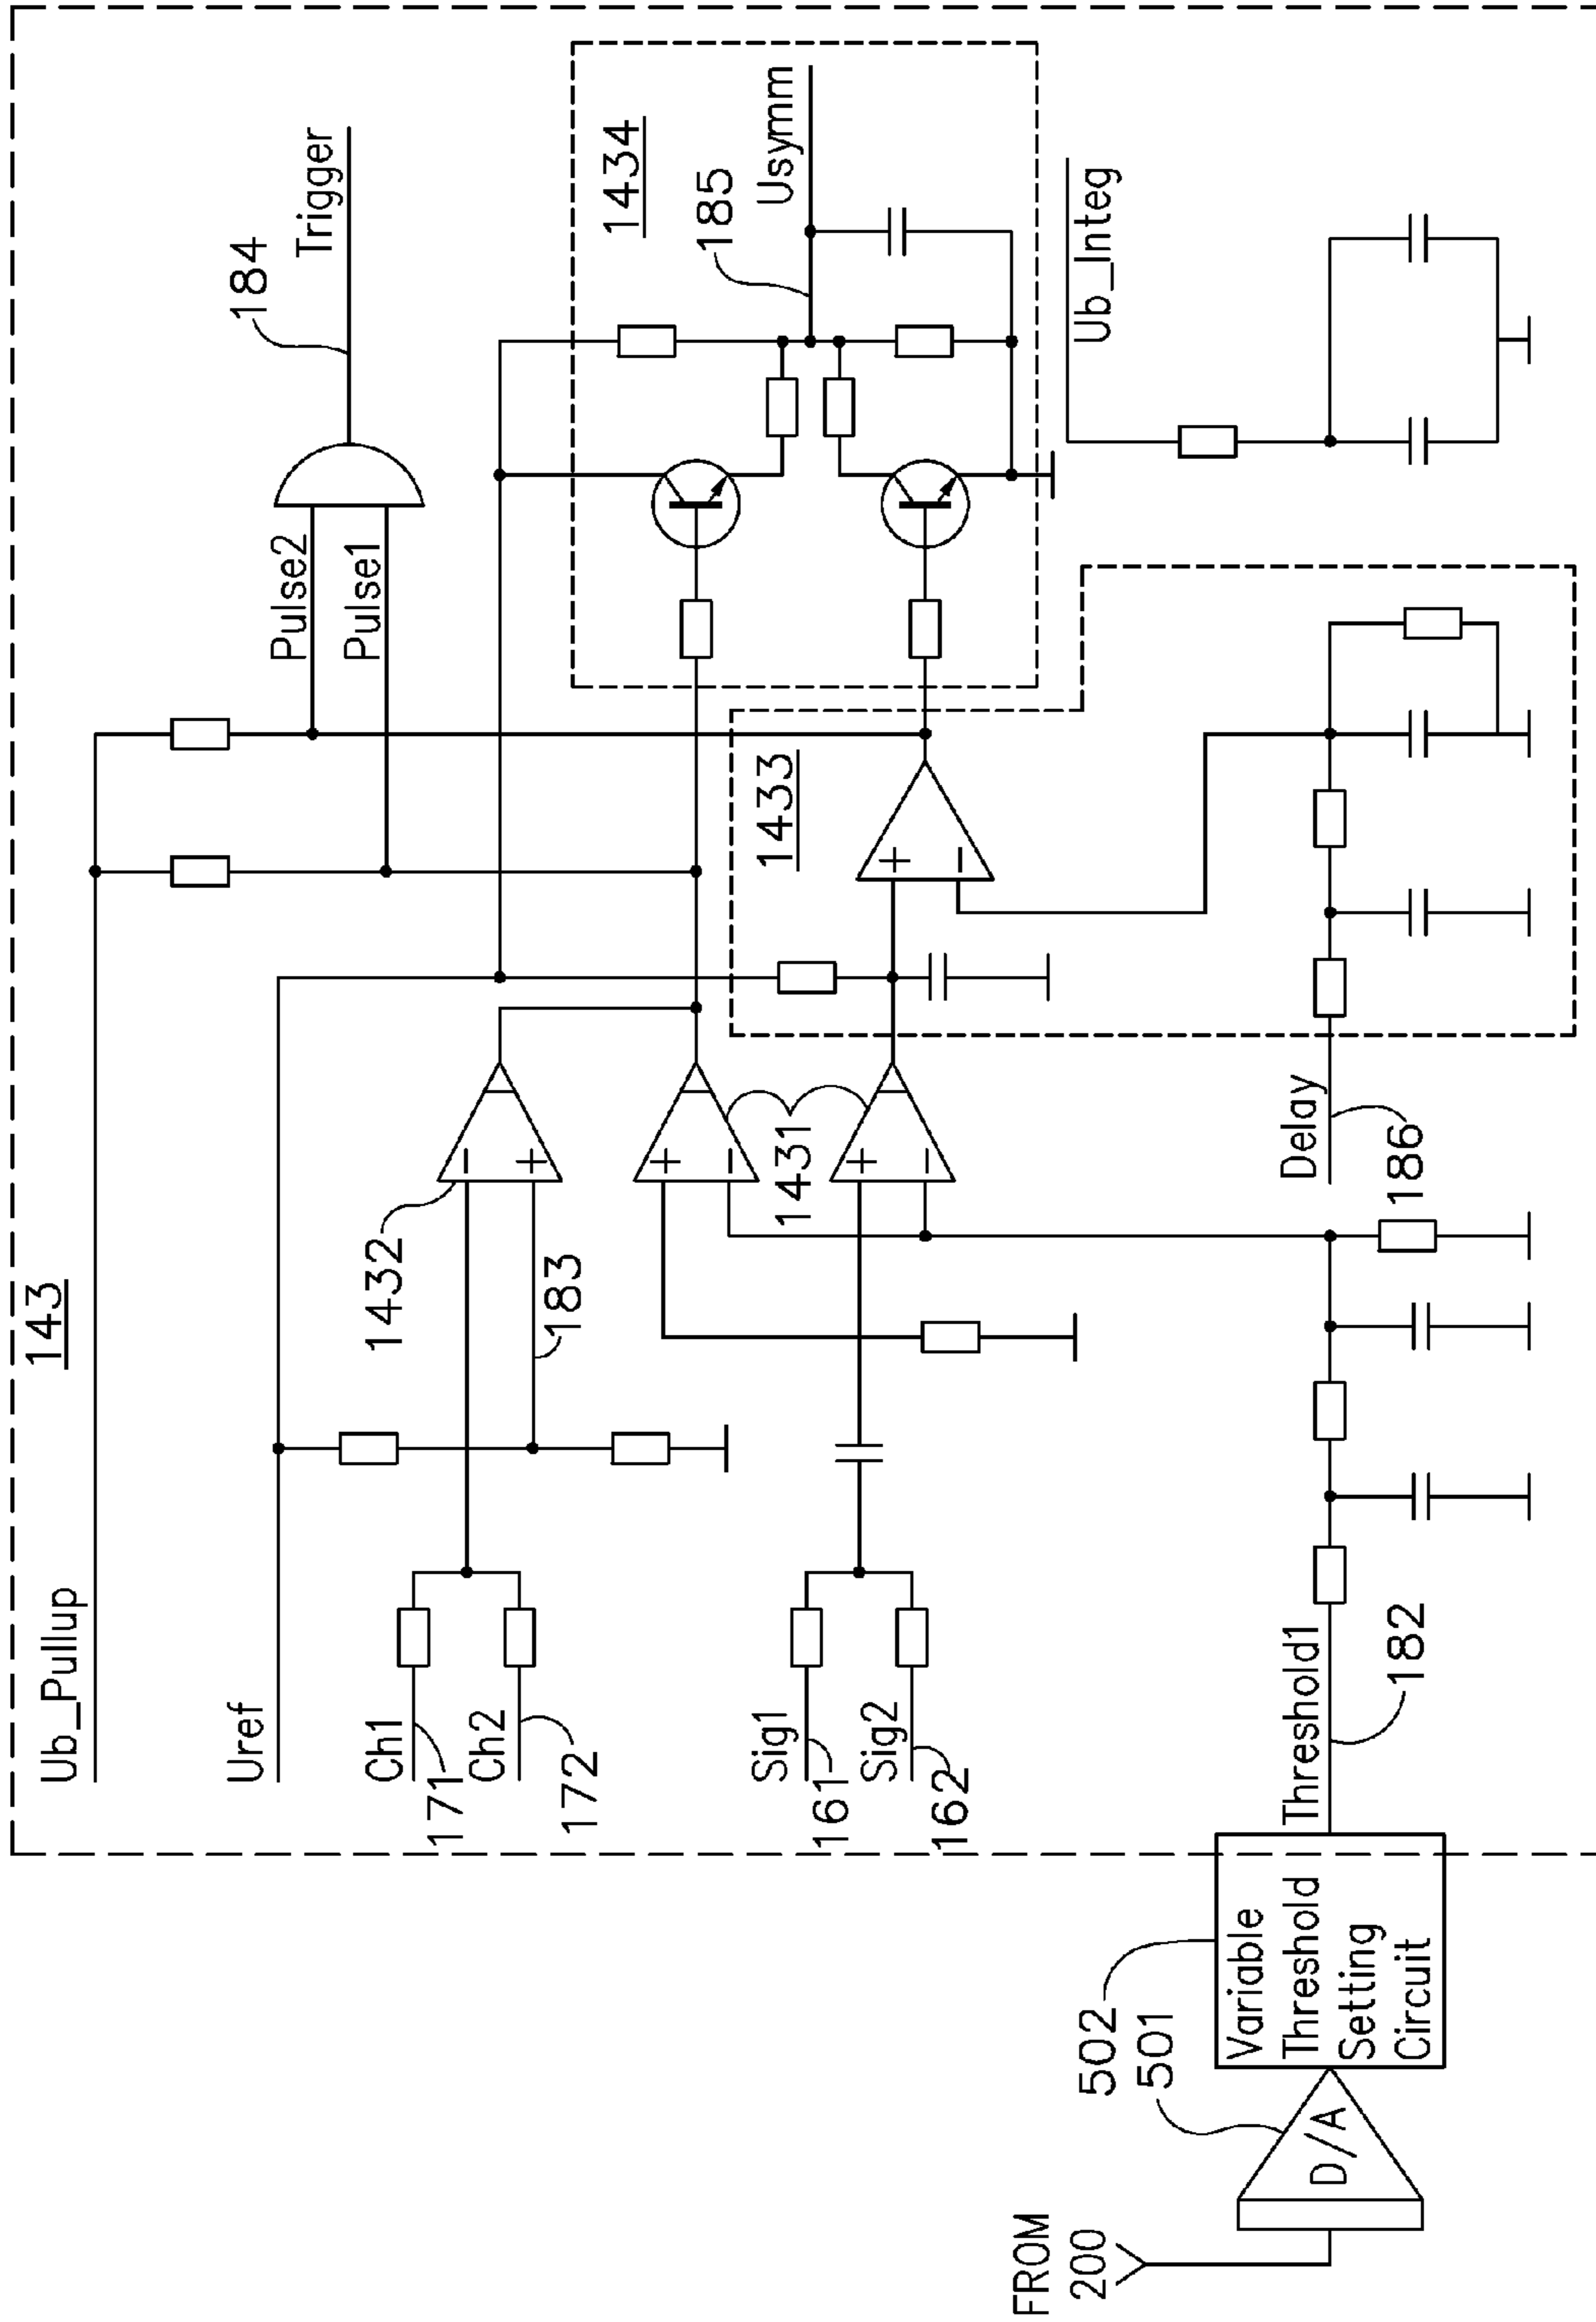 143
Ub_Pullup
Uref
Ch1
171
Ch2
172
Sig1
161
Sig2
162
1432
183
1431
+
−
+
−
+
−
+
−
1433
Pulse2
Pulse1
184
Trigger
1434
185
Usymm
Ub_Integ
Delay
186
Threshold1
182
502
501
Variable
Threshold
Setting
Circuit
D/A
FROM
200